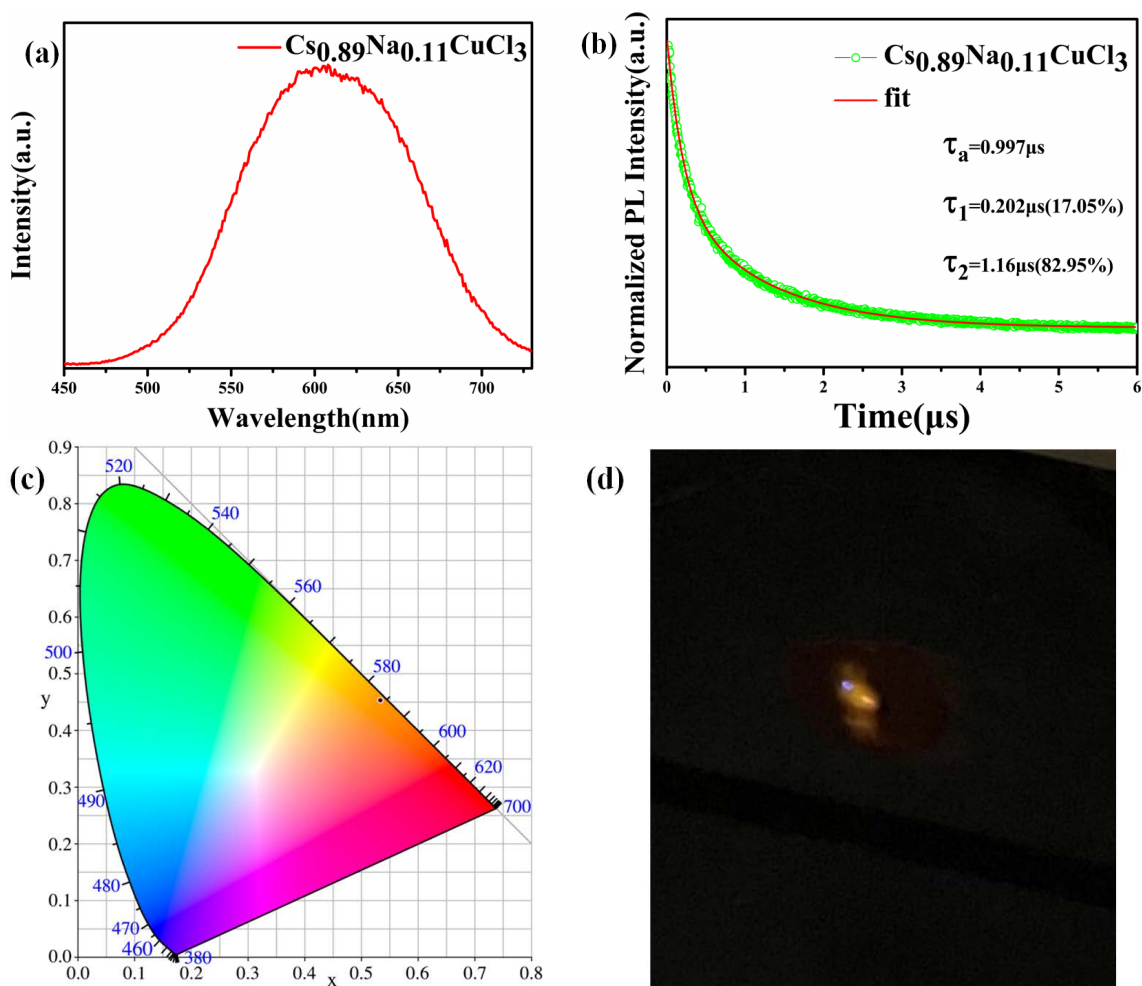 (a)
Cs0.89Na0.11CuCl3
Intensity(a.u.)
450 500 550 600 650 700
Wavelength(nm)
(b)
Cs0.89Na0.11CuCl3
fit
τa=0.997μs
τ1=0.202μs(17.05%)
τ2=1.16μs(82.95%)
Normalized PL Intensity(a.u.)
0 1 2 3 4 5 6
Time(μs)
(c)
0.9
0.8
0.7
0.6
0.5
y
0.4
0.3
0.2
0.1
0.0
520
540
560
500
580
600
620
490
700
480
470
460
380
0.0 0.1 0.2 0.3 0.4 0.5 0.6 0.7 0.8
x
(d)